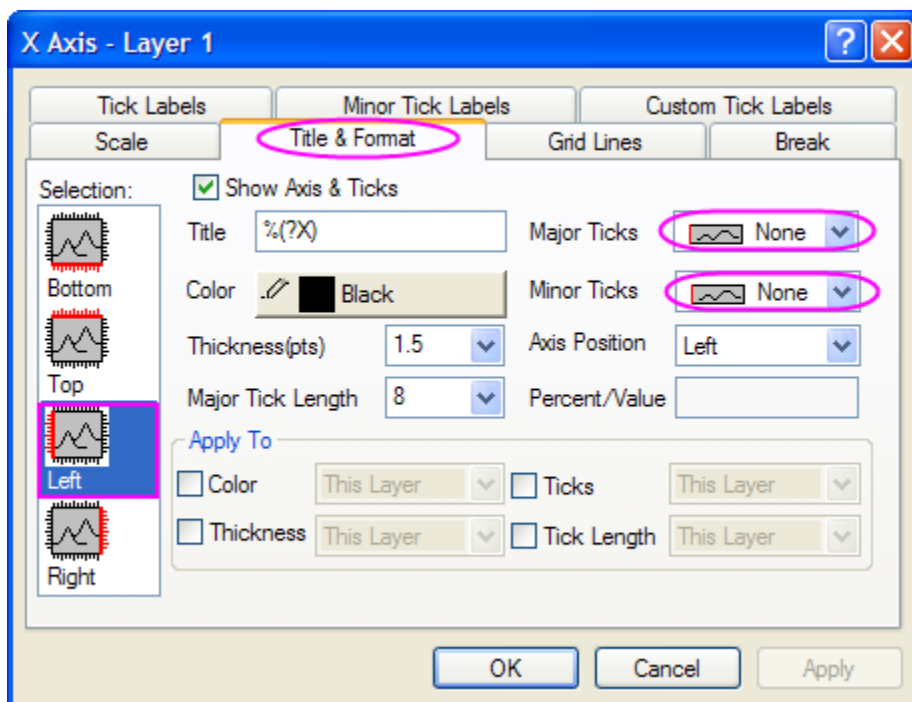 X Axis - Layer 1
Tick Labels Minor Tick Labels Custom Tick Labels
Scale Title & Format Grid Lines Break
Selection: Show Axis & Ticks
Title %(?X) Major Ticks None
Bottom Color Black Minor Ticks None
Thickness(pts) 1.5 Axis Position Left
Top Major Tick Length 8 Percent/Value
Apply To
Left Color This Layer Ticks This Layer
Thickness This Layer Tick Length This Layer
Right
OK Cancel Apply